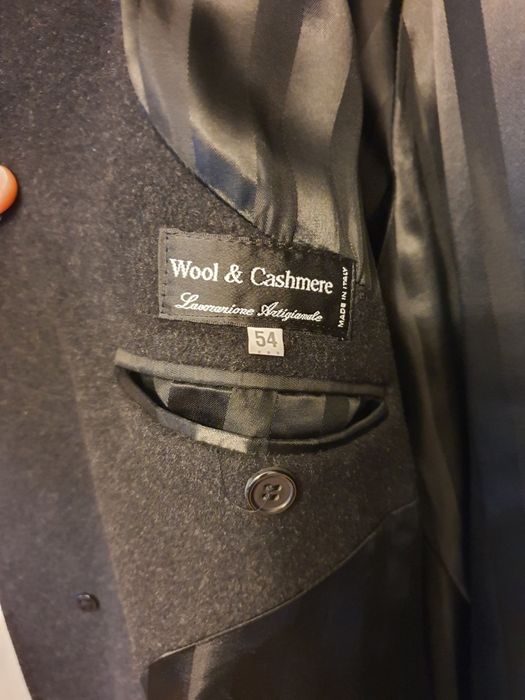 Wool & Cashmere
Lavorazione Artigianale
MADE IN ITALY
54